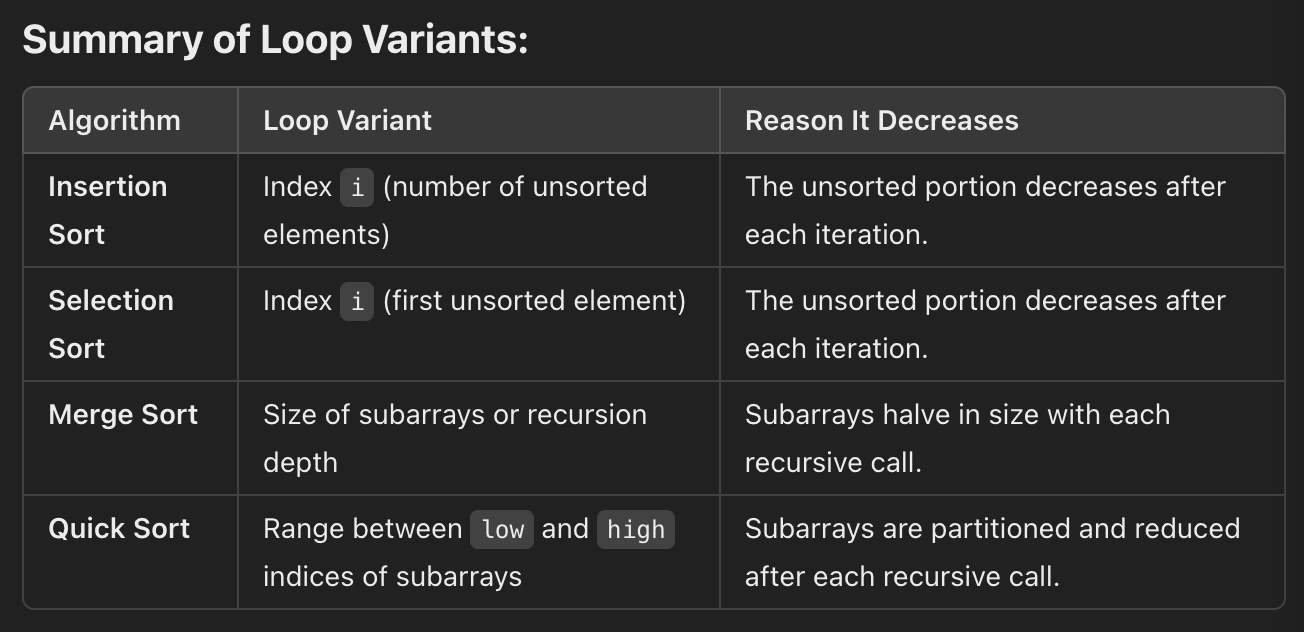 Summary of Loop Variants:
Algorithm Loop Variant Reason It Decreases
Insertion Index i (number of unsorted The unsorted portion decreases after
Sort elements) each iteration.
Selection Index i (first unsorted element) The unsorted portion decreases after
Sort each iteration.
Merge Sort Size of subarrays or recursion Subarrays halve in size with each
depth recursive call.
Quick Sort Range between low and high Subarrays are partitioned and reduced
indices of subarrays after each recursive call.